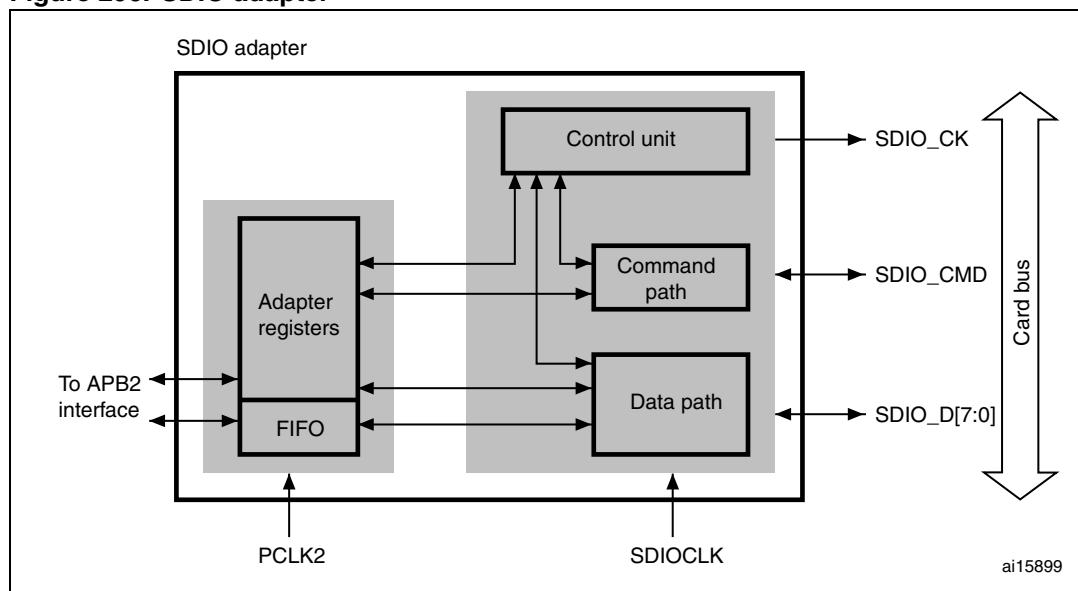 SDIO adapter
Control unit
SDIO_CK
Command
path
SDIO_CMD
Adapter
registers
Card bus
To APB2
interface
Data path
SDIO_D[7:0]
FIFO
PCLK2
SDIOCLK
ai15899